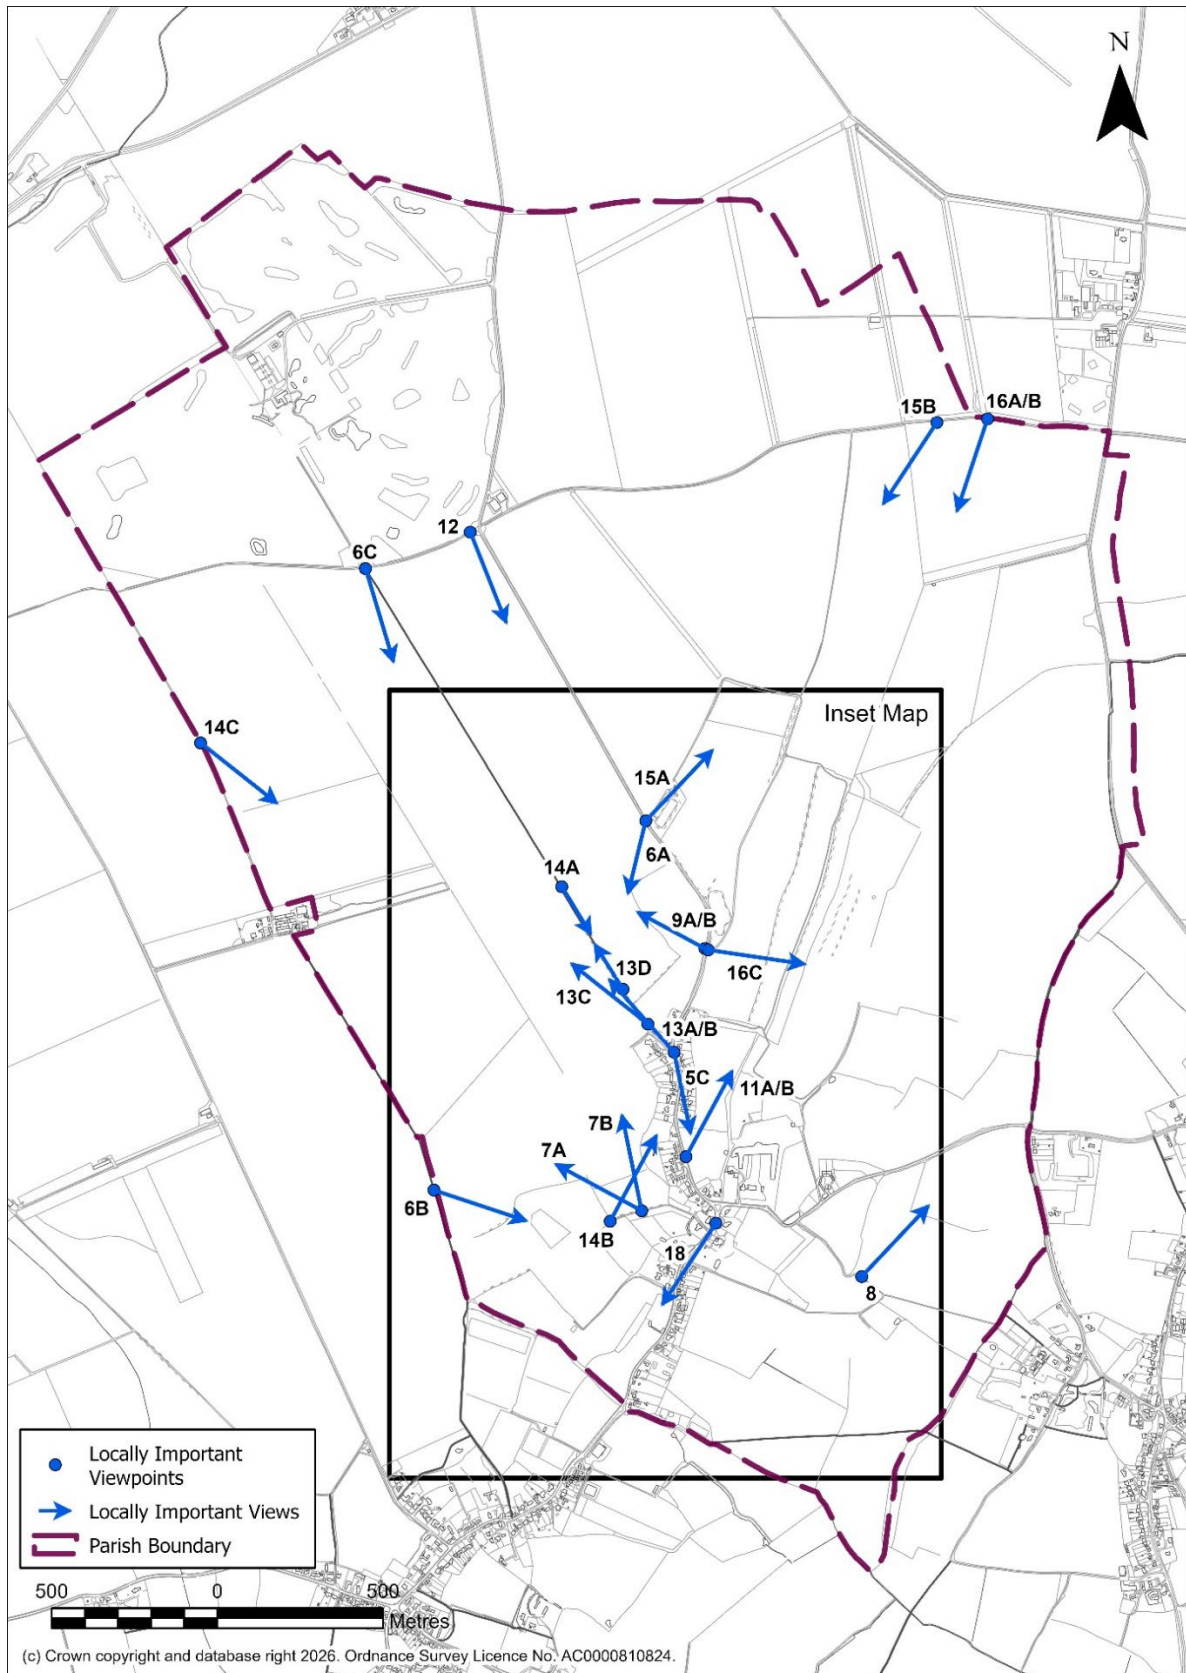 N
15B
16A/B
12
6C
Inset Map
14C
15A
6A
14A
9A/B
16C
13D
13C
13A/B
5C
11A/B
7B
7A
6B
14B
18
8
Locally Important
Viewpoints
Locally Important Views
Parish Boundary
500 0 500
Metres
(c) Crown copyright and database right 2026. Ordnance Survey Licence No. AC0000810824.